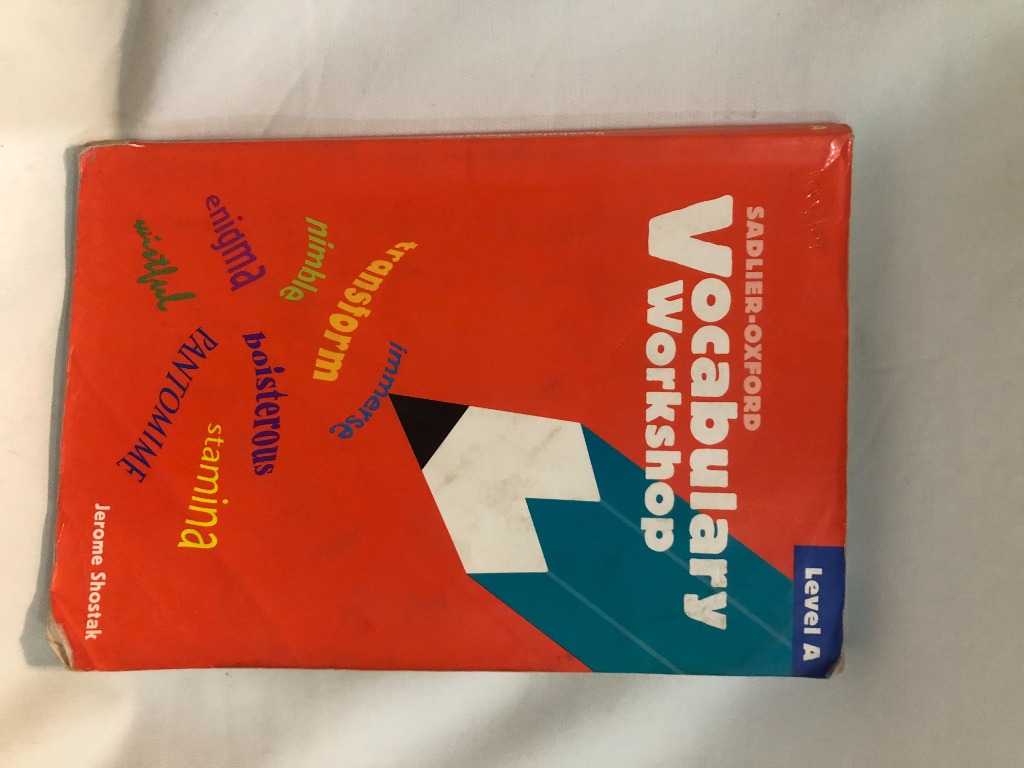 Level A
SADLIER-OXFORD
Vocabulary
Workshop
immerse
transform
nimble
boisterous
enigma
stamina
PANTOMIME
wistful
Jerome Shostak